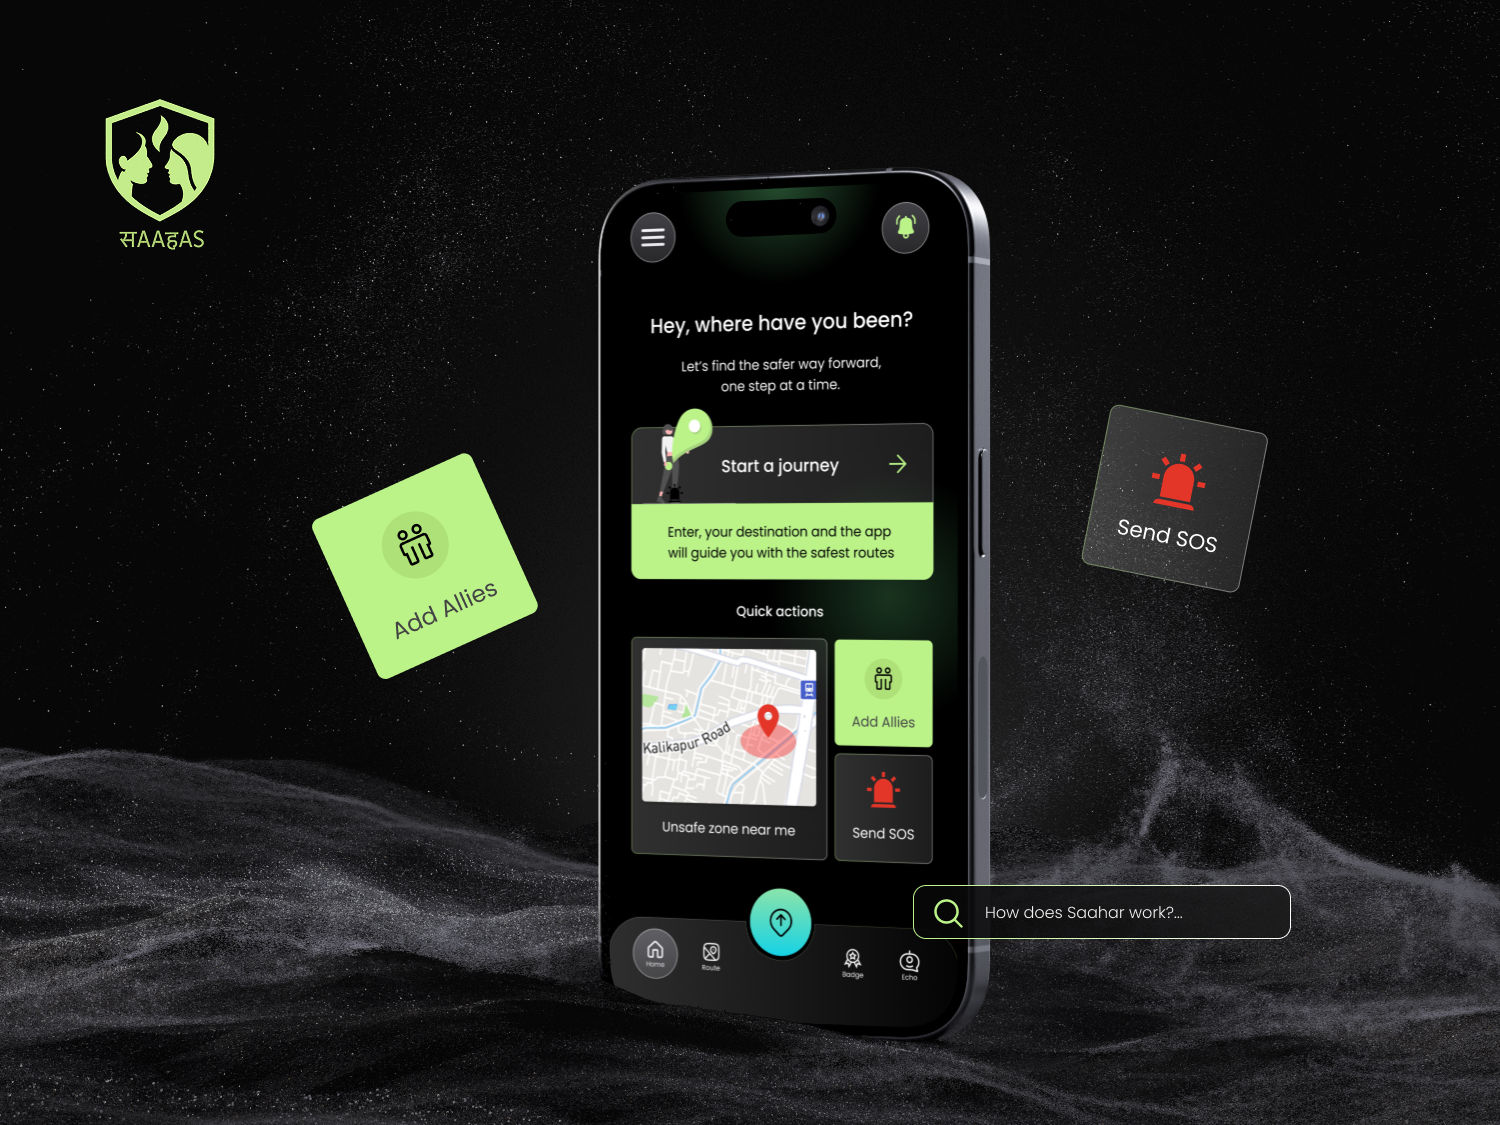 सAAहAS
Hey, where have you been?
Let's find the safer way forward,
one step at a time.
Start a journey
Enter, your destination and the app
will guide you with the safest routes
Quick actions
Kalikapur Road
Unsafe zone near me
Add Allies
Send SOS
Home
Route
Badge
Echo
Add Allies
Send SOS
How does Saahar work?...